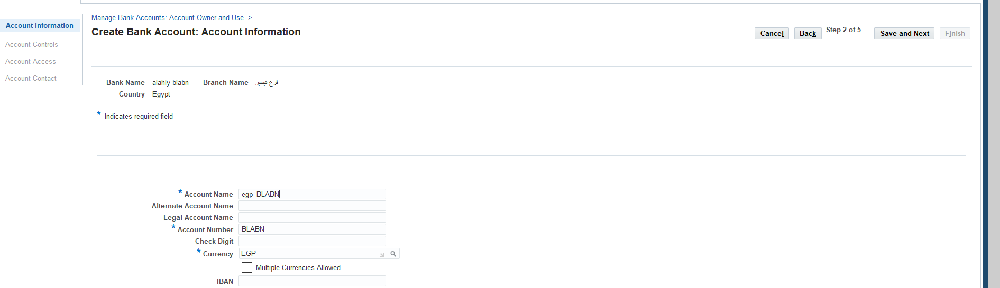 Manage Bank Accounts: Account Owner and Use >
Account Information
Create Bank Account: Account Information
Cancel Back Step 2 of 5 Save and Next Finish
Account Controls
Account Access
Account Contact
Bank Name alahly blabn Branch Name فرع تيسير
Country Egypt
* Indicates required field
* Account Name egp_BLABN
Alternate Account Name
Legal Account Name
* Account Number BLABN
Check Digit
* Currency EGP
Multiple Currencies Allowed
IBAN